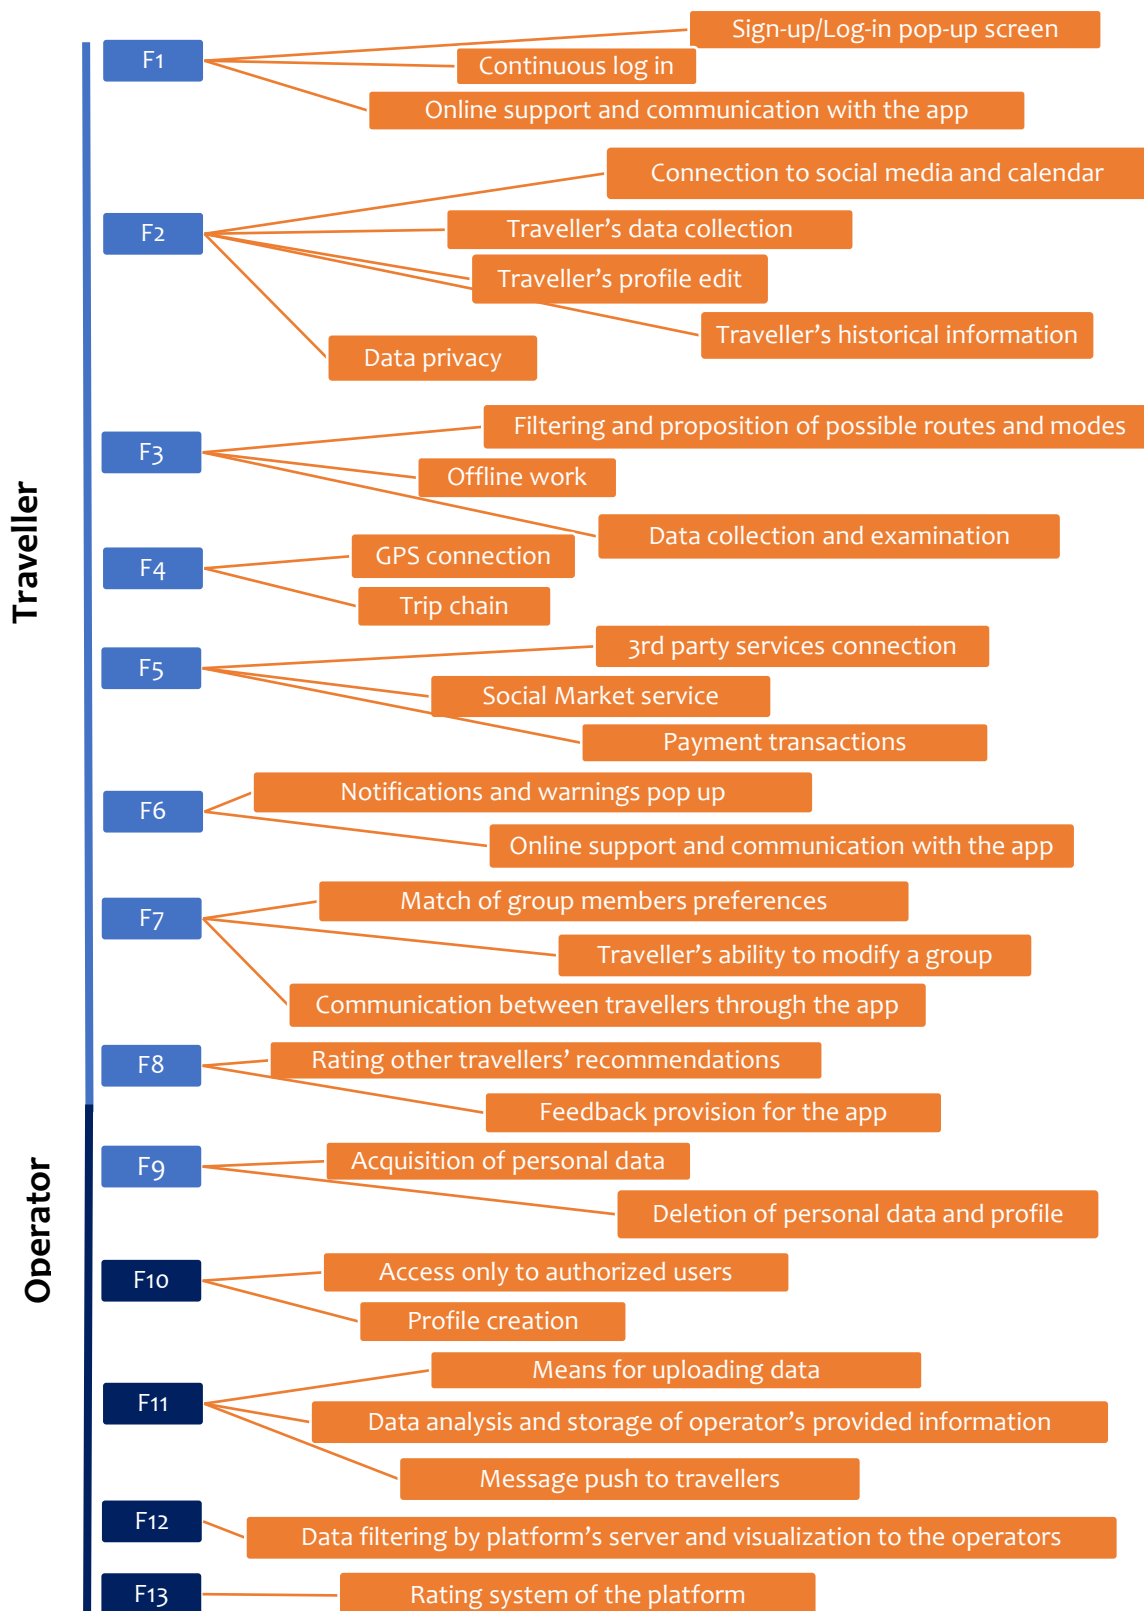 Traveller
F1
Sign-up/Log-in pop-up screen
Continuous log in
Online support and communication with the app
F2
Connection to social media and calendar
Traveller's data collection
Traveller's profile edit
Traveller's historical information
Data privacy
F3
Filtering and proposition of possible routes and modes
Offline work
Data collection and examination
F4
GPS connection
Trip chain
F5
3rd party services connection
Social Market service
Payment transactions
F6
Notifications and warnings pop up
Online support and communication with the app
F7
Match of group members preferences
Traveller's ability to modify a group
Communication between travellers through the app
F8
Rating other travellers' recommendations
Feedback provision for the app
F9
Acquisition of personal data
Deletion of personal data and profile
Operator
F10
Access only to authorized users
Profile creation
F11
Means for uploading data
Data analysis and storage of operator's provided information
Message push to travellers
F12
Data filtering by platform's server and visualization to the operators
F13
Rating system of the platform